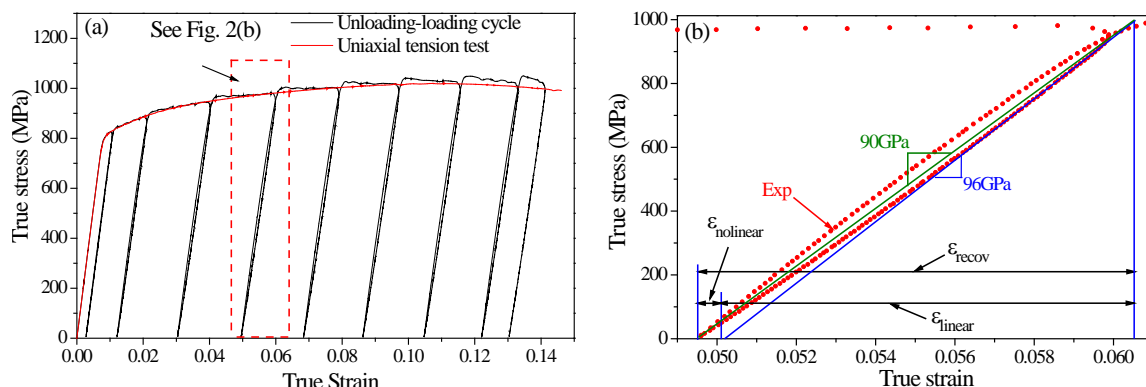 (a)
See Fig. 2(b)
Unloading-loading cycle
Uniaxial tension test
1200
1000
800
600
400
200
0
True stress (MPa)
0.00 0.02 0.04 0.06 0.08 0.10 0.12 0.14
True Strain
(b)
1000
800
600
400
200
0
True stress (MPa)
90GPa
96GPa
Exp
εnolinear
εrecov
εlinear
0.050 0.052 0.054 0.056 0.058 0.060
True strain